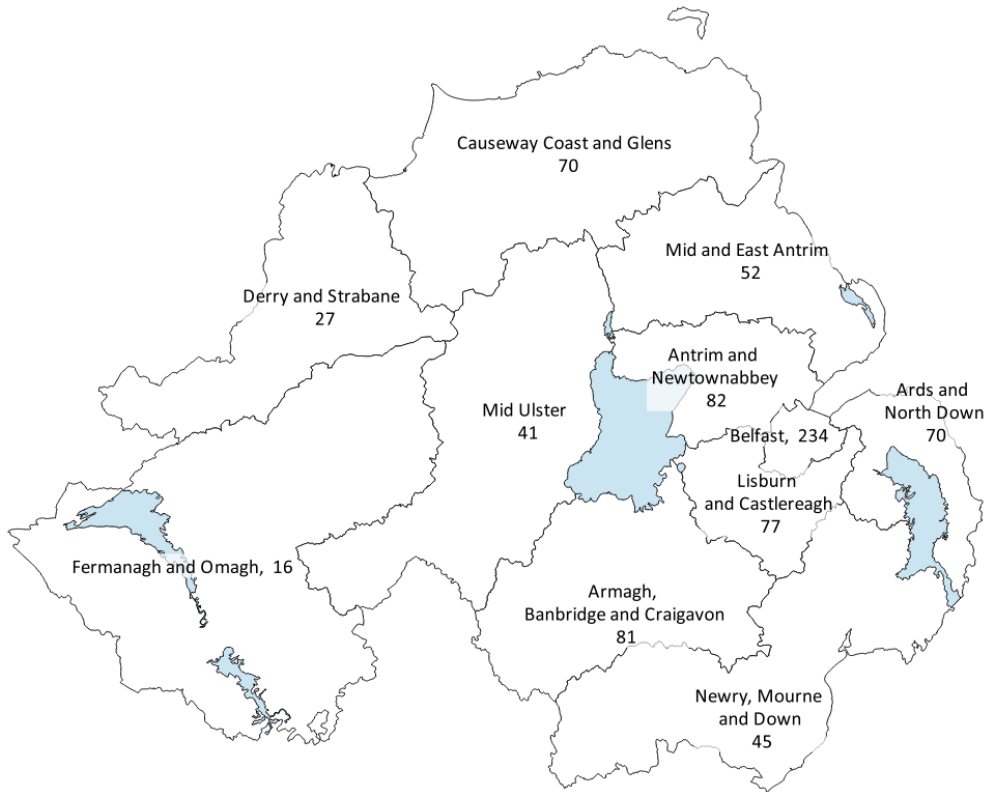 Causeway Coast and Glens
70
Mid and East Antrim
52
Derry and Strabane
27
Antrim and
Newtownabbey
82
Ards and
North Down
70
Mid Ulster
41
Belfast, 234
Lisburn
and Castlereagh
77
Fermanagh and Omagh, 16
Armagh,
Banbridge and Craigavon
81
Newry, Mourne
and Down
45